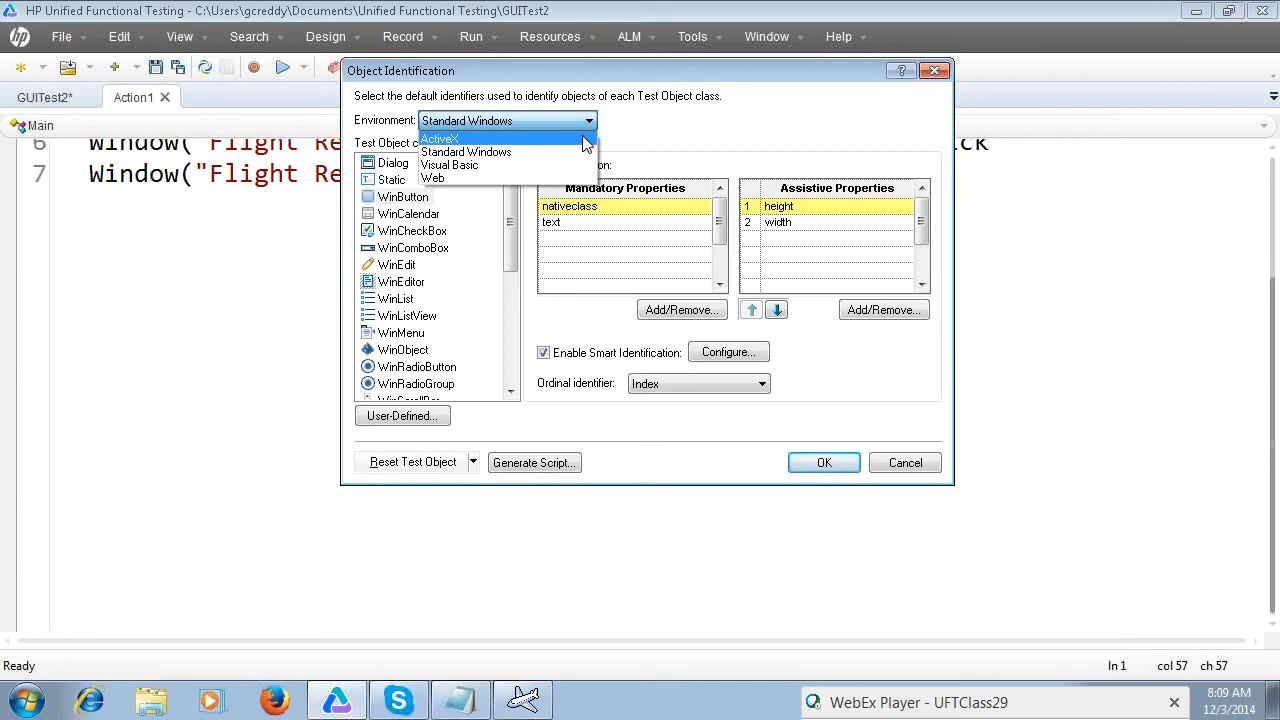 HP Unified Functional Testing - C:\Users\gcreddy\Documents\Unified Functional Testing\GUITest2
hp File Edit View Search Design Record Run Resources ALM Tools Window Help
GUITest2* Action1
Main
6 Window("Flight Re ick
7 Window("Flight Re
Object Identification
Select the default identifiers used to identify objects of each Test Object class.
Environment: Standard Windows
ActiveX
Standard Windows
Visual Basic
Web
Test Object c
Dialog
Static
WinButton
WinCalendar
WinCheckBox
WinComboBox
WinEdit
WinEditor
WinList
WinListView
WinMenu
WinObject
WinRadioButton
WinRadioGroup
WinScrollBar
User-Defined...
on:
Mandatory Properties
nativeclass
text
Add/Remove...
Assistive Properties
1 height
2 width
Add/Remove...
Enable Smart Identification: Configure...
Ordinal identifier: Index
Reset Test Object Generate Script... OK Cancel
Ready ln 1 col 57 ch 57
WebEx Player - UFTClass29
8:09 AM
12/3/2014